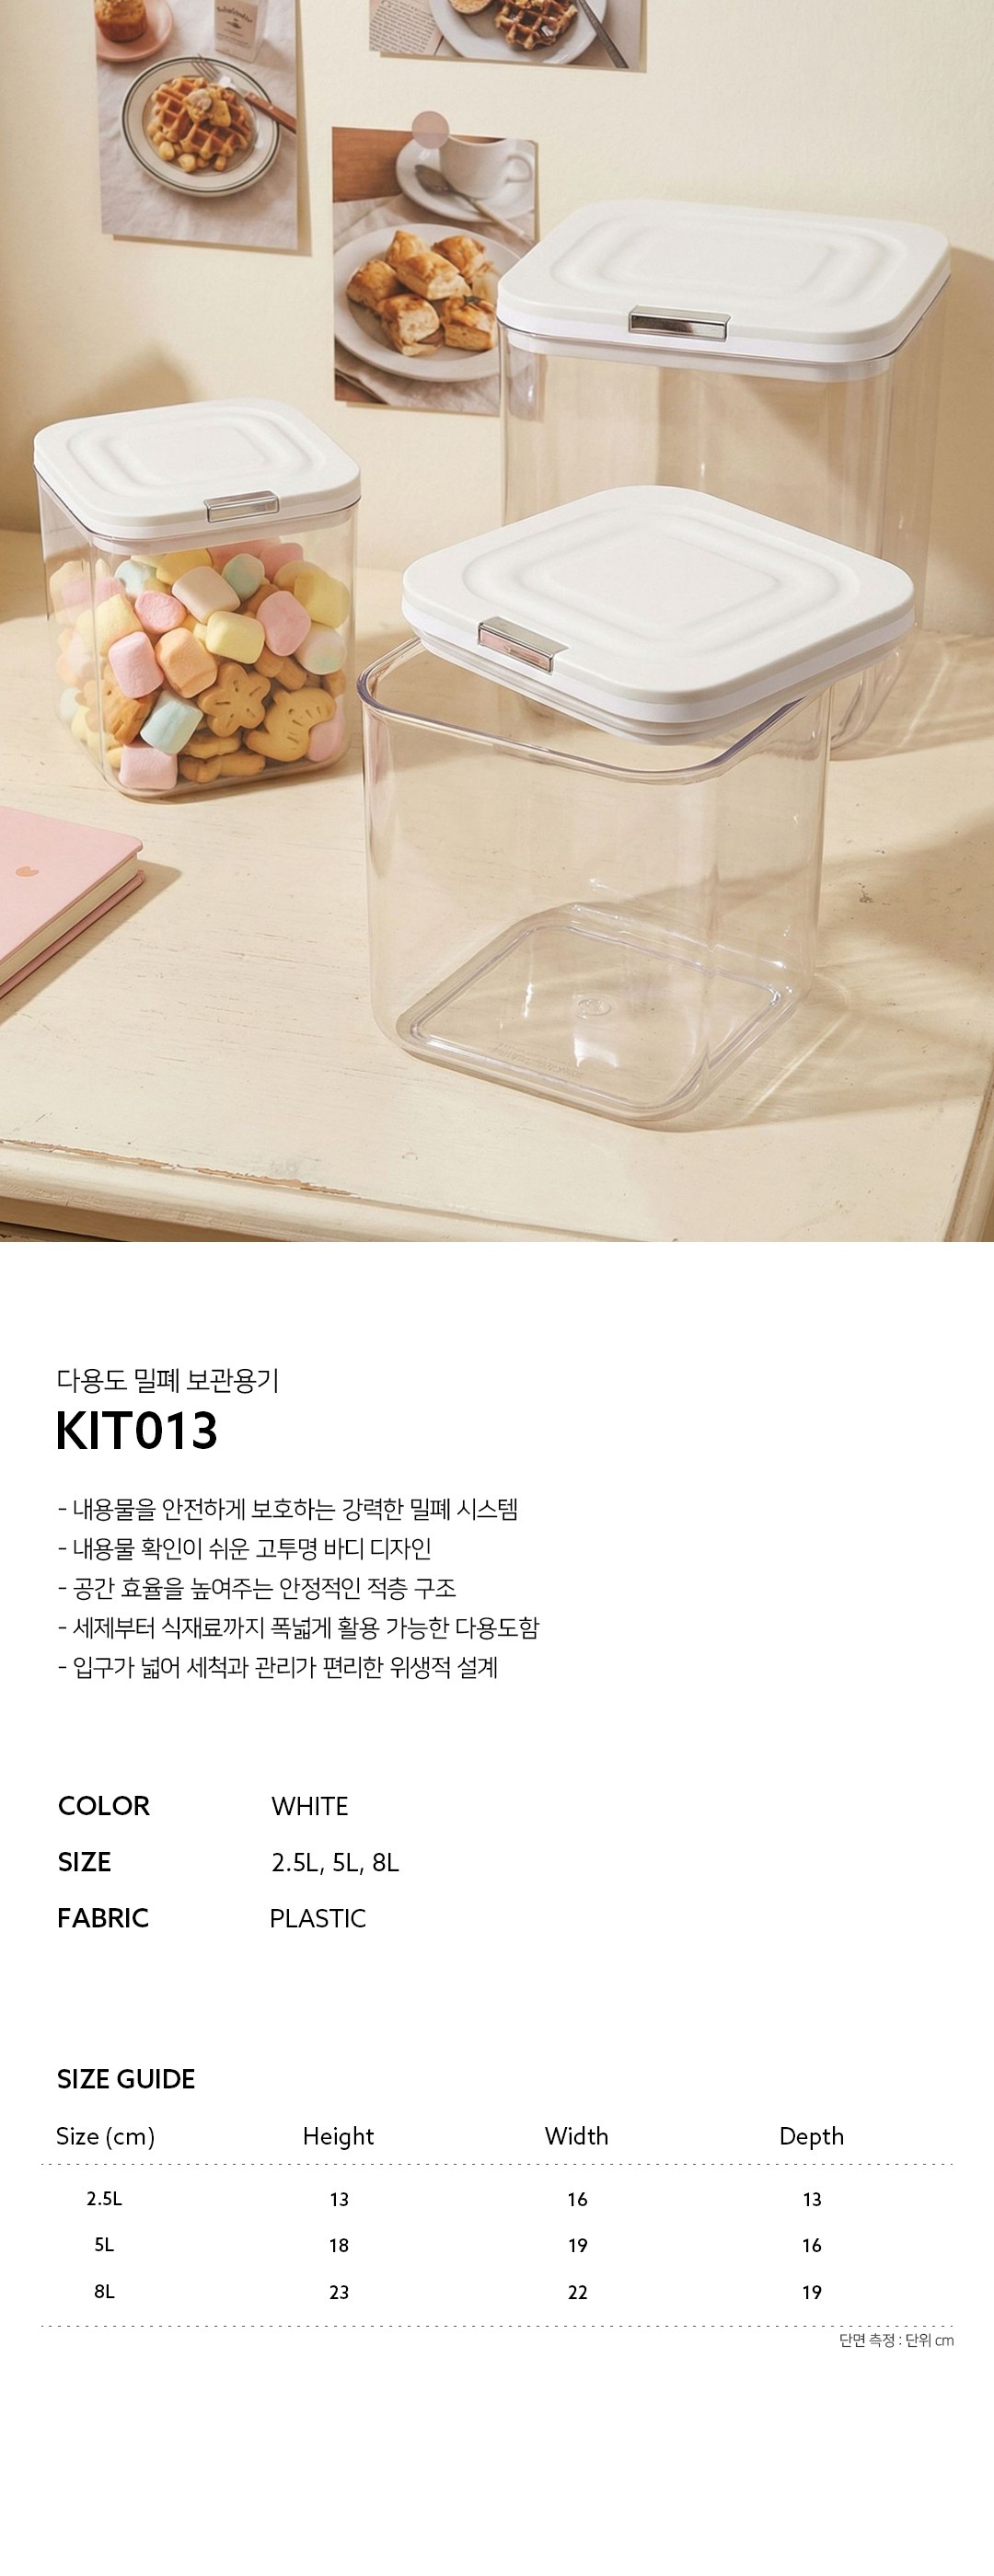 다용도 밀폐 보관용기
KIT013
- 내용물을 안전하게 보호하는 강력한 밀폐 시스템
- 내용물 확인이 쉬운 고투명 바디 디자인
- 공간 효율을 높여주는 안정적인 적층 구조
- 세제부터 식재료까지 폭넓게 활용 가능한 다용도함
- 입구가 넓어 세척과 관리가 편리한 위생적 설계
COLOR WHITE
SIZE 2.5L, 5L, 8L
FABRIC PLASTIC
SIZE GUIDE
Size (cm) Height Width Depth
2.5L 13 16 13
5L 18 19 16
8L 23 22 19
단면 측정 : 단위 cm